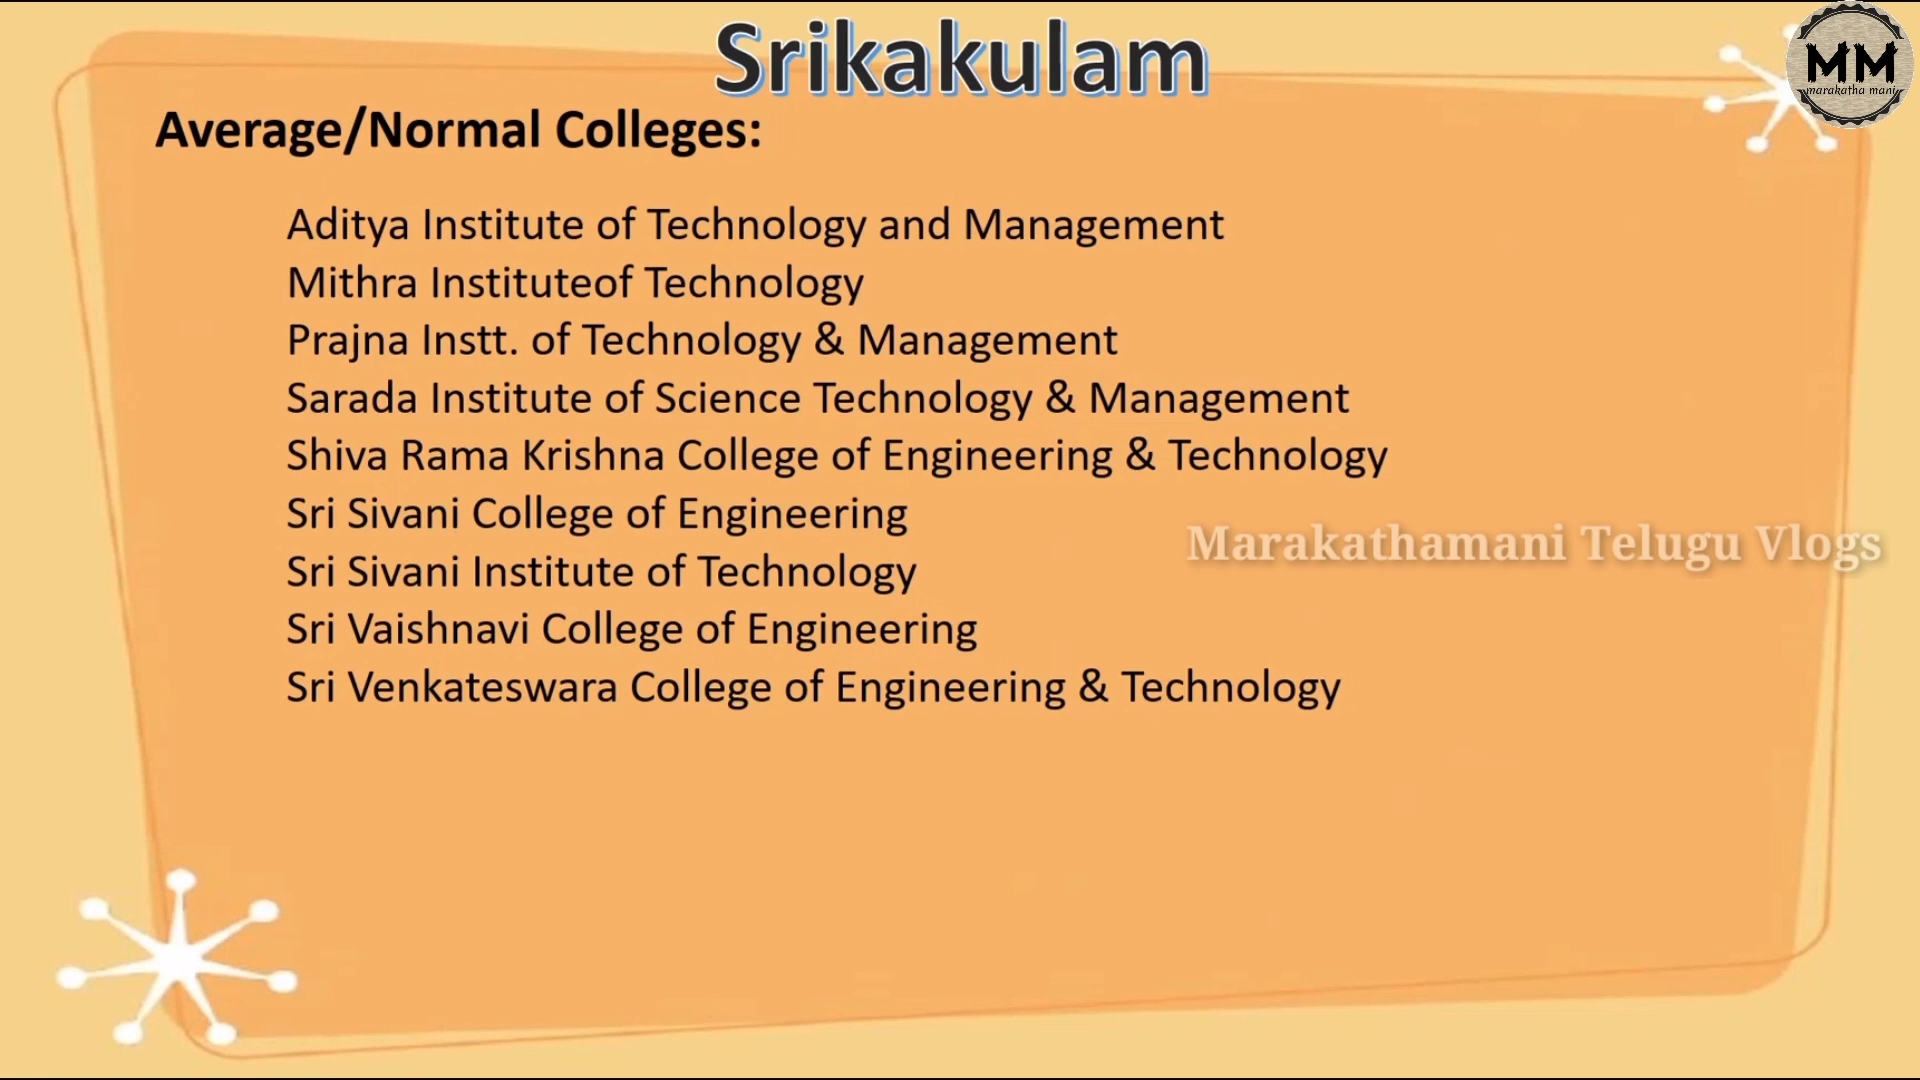 Srikakulam
MM
marakatha mani
Average/Normal Colleges:
Aditya Institute of Technology and Management
Mithra Instituteof Technology
Prajna Instt. of Technology & Management
Sarada Institute of Science Technology & Management
Shiva Rama Krishna College of Engineering & Technology
Sri Sivani College of Engineering
Marakathamani Telugu Vlogs
Sri Sivani Institute of Technology
Sri Vaishnavi College of Engineering
Sri Venkateswara College of Engineering & Technology